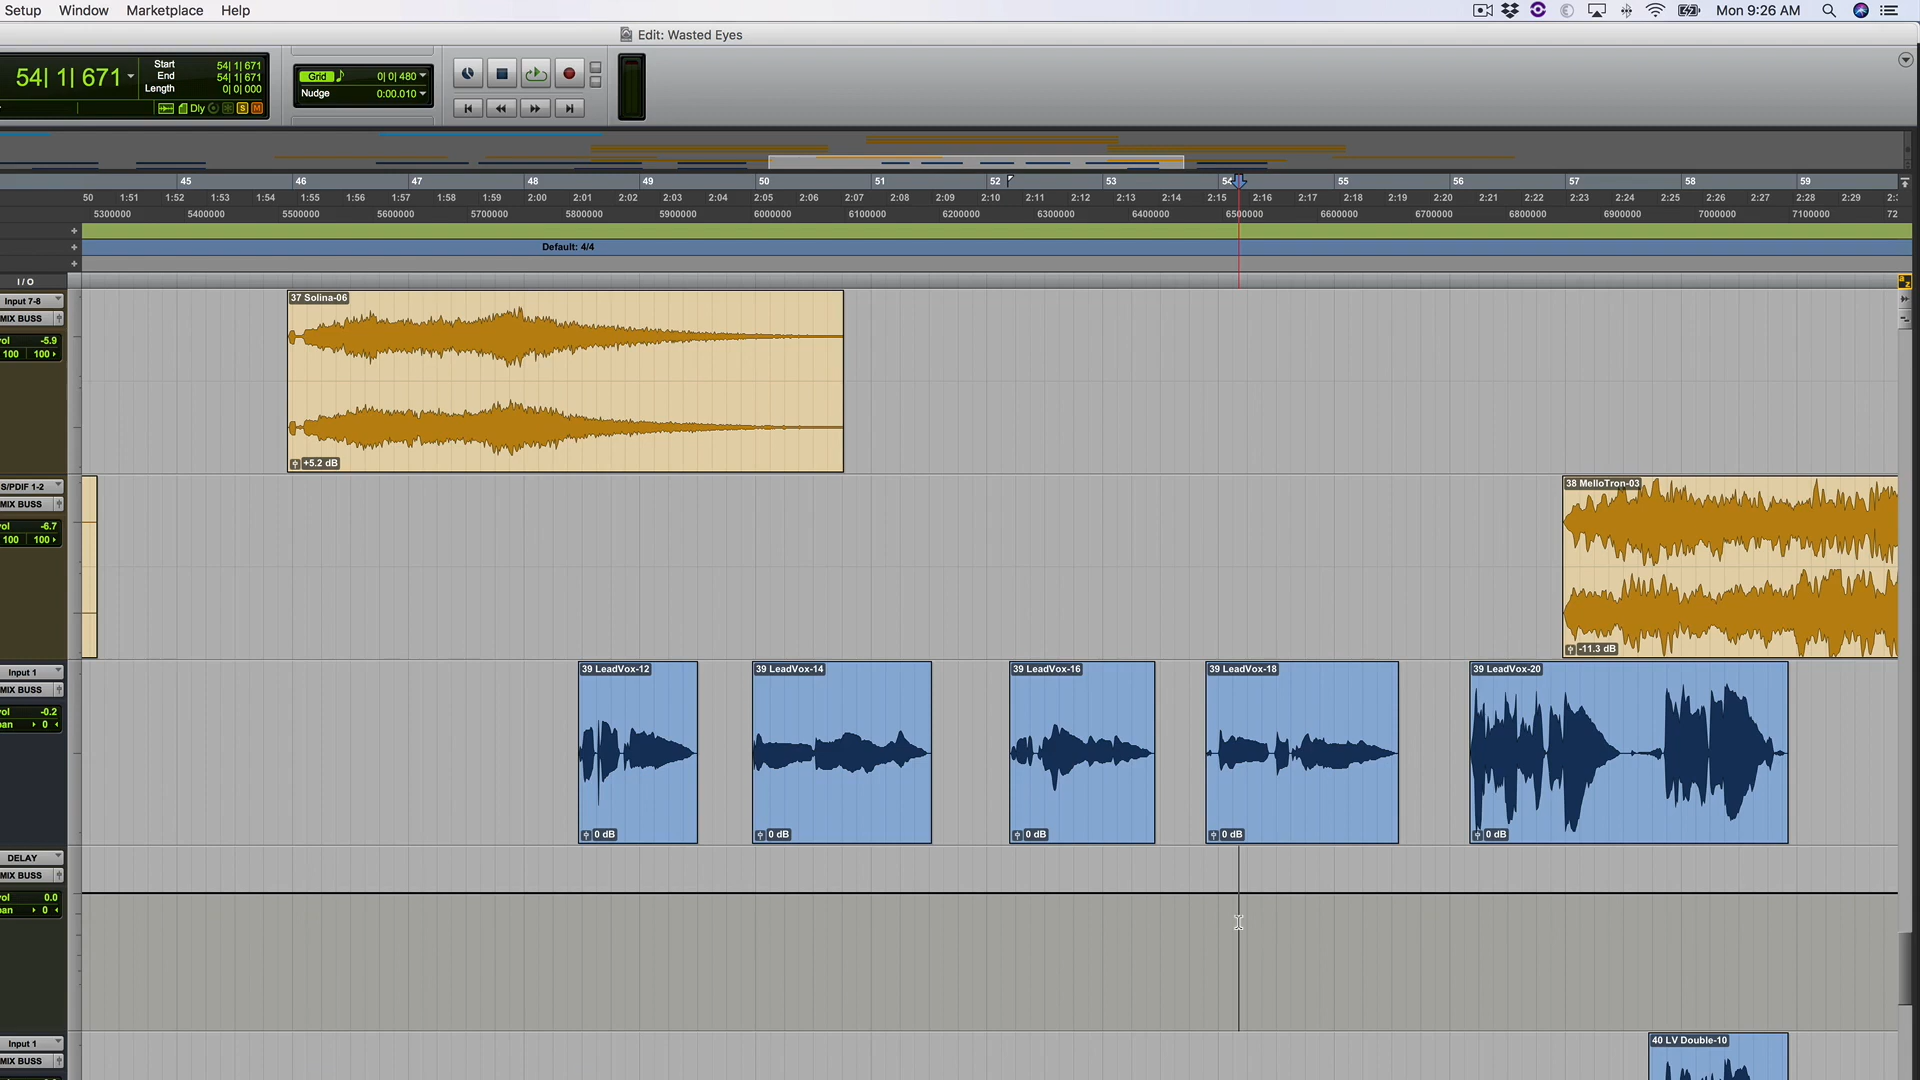 Setup Window Marketplace Help
Mon 9:26 AM
Edit: Wasted Eyes
54| 1| 671
Start 54| 1| 671
End 54| 1| 671
Length 0| 0| 000
Dly S M
Grid 0| 0| 480
Nudge 0:00.010
45 46 47 48 49 50 51 52 53 54 55 56 57 58 59
50 1:51 1:52 1:53 1:54 1:55 1:56 1:57 1:58 1:59 2:00 2:01 2:02 2:03 2:04 2:05 2:06 2:07 2:08 2:09 2:10 2:11 2:12 2:13 2:14 2:15 2:16 2:17 2:18 2:19 2:20 2:21 2:22 2:23 2:24 2:25 2:26 2:27 2:28 2:29 2:3
5300000 5400000 5500000 5600000 5700000 5800000 5900000 6000000 6100000 6200000 6300000 6400000 6500000 6600000 6700000 6800000 6900000 7000000 7100000 72
Default: 4/4
I / O
a z
Input 7-8
MIX BUSS
vol -5.9
100 100
37 Solina-06
+5.2 dB
S/PDIF 1-2
MIX BUSS
vol -6.7
100 100
38 MelloTron-03
-11.3 dB
Input 1
MIX BUSS
vol -0.2
pan 0
39 LeadVox-12
39 LeadVox-14
39 LeadVox-16
39 LeadVox-18
39 LeadVox-20
0 dB
0 dB
0 dB
0 dB
0 dB
DELAY
MIX BUSS
vol 0.0
pan 0
Input 1
MIX BUSS
40 LV Double-10